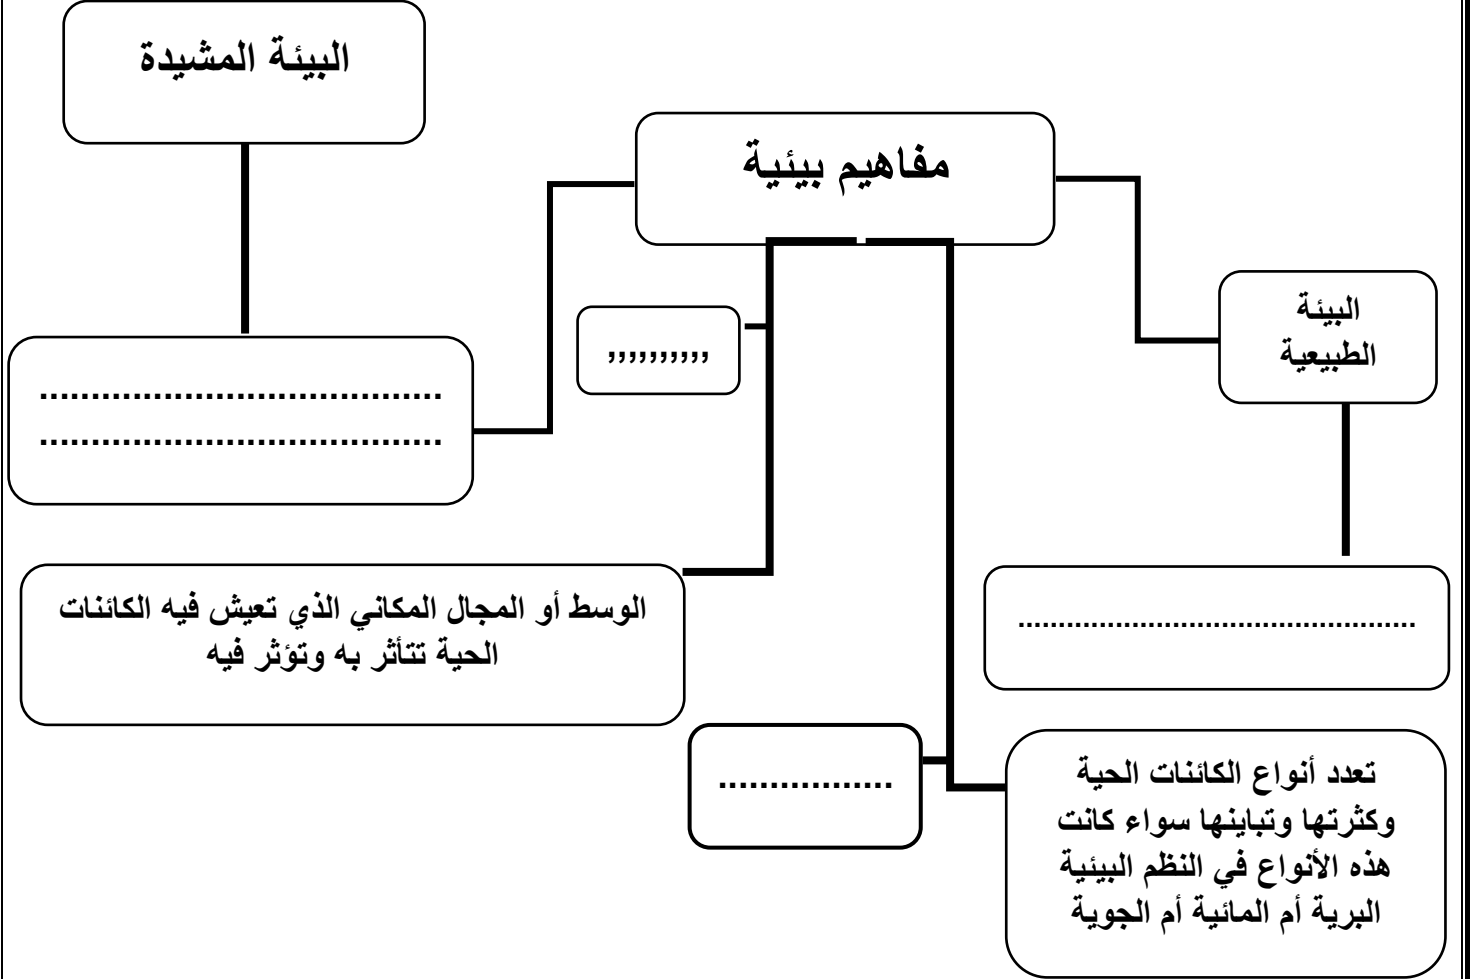 البيئة المشيدة
مفاهيم بيئية
البيئة
الطبيعية
,,,,,,,,,,
.......................................
.......................................
الوسط أو المجال المكاني الذي تعيش فيه الكائنات
الحية تتأثر به وتؤثر فيه
................................................
.................
تعدد أنواع الكائنات الحية
وكثرتها وتباينها سواء كانت
هذه الأنواع في النظم البيئية
البرية أم المائية أم الجوية